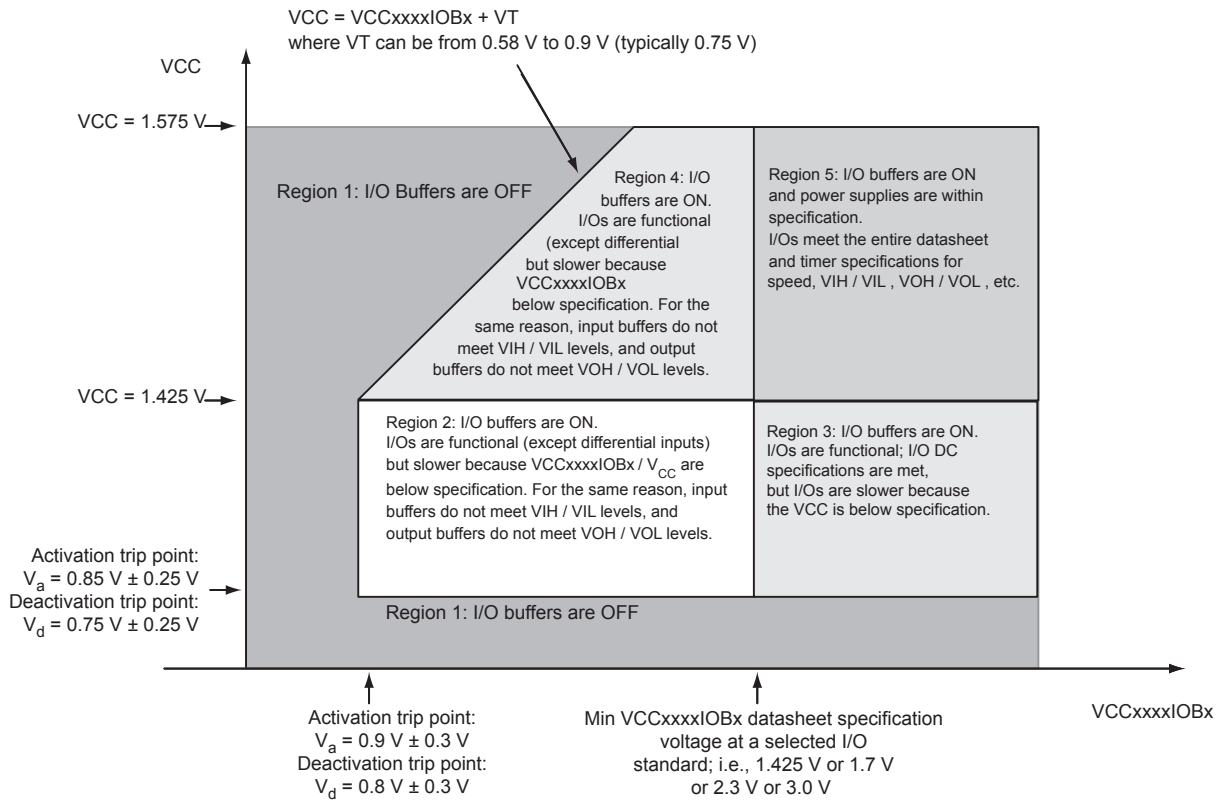 VCC = VCCxxxxIOBx + VT
where VT can be from 0.58 V to 0.9 V (typically 0.75 V)
VCC
VCC = 1.575 V
Region 1: I/O Buffers are OFF
Region 4: I/O
buffers are ON.
I/Os are functional
(except differential
but slower because
VCCxxxxIOBx
below specification. For the
same reason, input buffers do not
meet VIH / VIL levels, and output
buffers do not meet VOH / VOL levels.
Region 5: I/O buffers are ON
and power supplies are within
specification.
I/Os meet the entire datasheet
and timer specifications for
speed, VIH / VIL , VOH / VOL , etc.
VCC = 1.425 V
Region 2: I/O buffers are ON.
I/Os are functional (except differential inputs)
but slower because VCCxxxxIOBx / VCC are
below specification. For the same reason, input
buffers do not meet VIH / VIL levels, and
output buffers do not meet VOH / VOL levels.
Region 3: I/O buffers are ON.
I/Os are functional; I/O DC
specifications are met,
but I/Os are slower because
the VCC is below specification.
Activation trip point:
Va = 0.85 V ± 0.25 V
Deactivation trip point:
Vd = 0.75 V ± 0.25 V
Region 1: I/O buffers are OFF
VCCxxxxIOBx
Activation trip point:
Va = 0.9 V ± 0.3 V
Deactivation trip point:
Vd = 0.8 V ± 0.3 V
Min VCCxxxxIOBx datasheet specification
voltage at a selected I/O
standard; i.e., 1.425 V or 1.7 V
or 2.3 V or 3.0 V